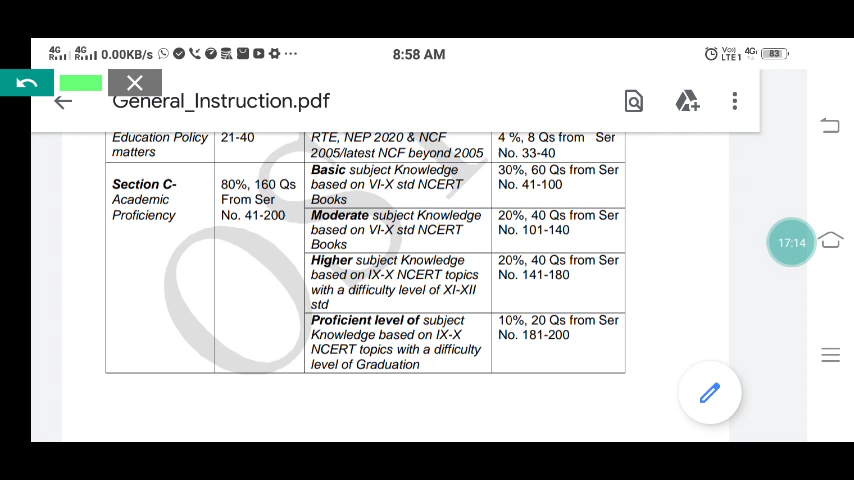 4G 4G 0.00KB/s 8:58 AM LTE1 4G 83
General_Instruction.pdf
Education Policy matters 21-40 RTE, NEP 2020 & NCF 2005/latest NCF beyond 2005 4 %, 8 Qs from Ser No. 33-40
Section C-
Academic
Proficiency
80%, 160 Qs
From Ser
No. 41-200
Basic subject Knowledge
based on VI-X std NCERT
Books
30%, 60 Qs from Ser
No. 41-100
Moderate subject Knowledge
based on VI-X std NCERT
Books
20%, 40 Qs from Ser
No. 101-140
Higher subject Knowledge
based on IX-X NCERT topics
with a difficulty level of XI-XII
std
20%, 40 Qs from Ser
No. 141-180
Proficient level of subject
Knowledge based on IX-X
NCERT topics with a difficulty
level of Graduation
10%, 20 Qs from Ser
No. 181-200
17:14